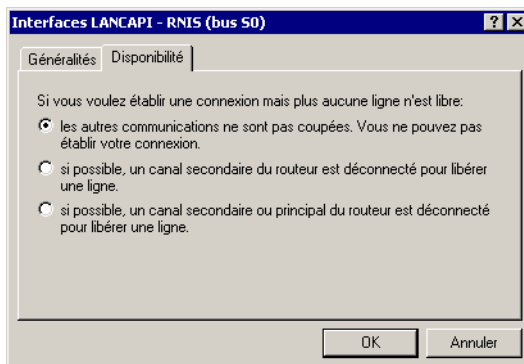 Interfaces LANCAPI - RNIS (bus S0)
Généralités
Disponibilité
Si vous voulez établir une connexion mais plus aucune ligne n'est libre:
les autres communications ne sont pas coupées. Vous ne pouvez pas
établir votre connexion.
si possible, un canal secondaire du routeur est déconnecté pour libérer
une ligne.
si possible, un canal secondaire ou principal du routeur est déconnecté
pour libérer une ligne.
OK
Annuler